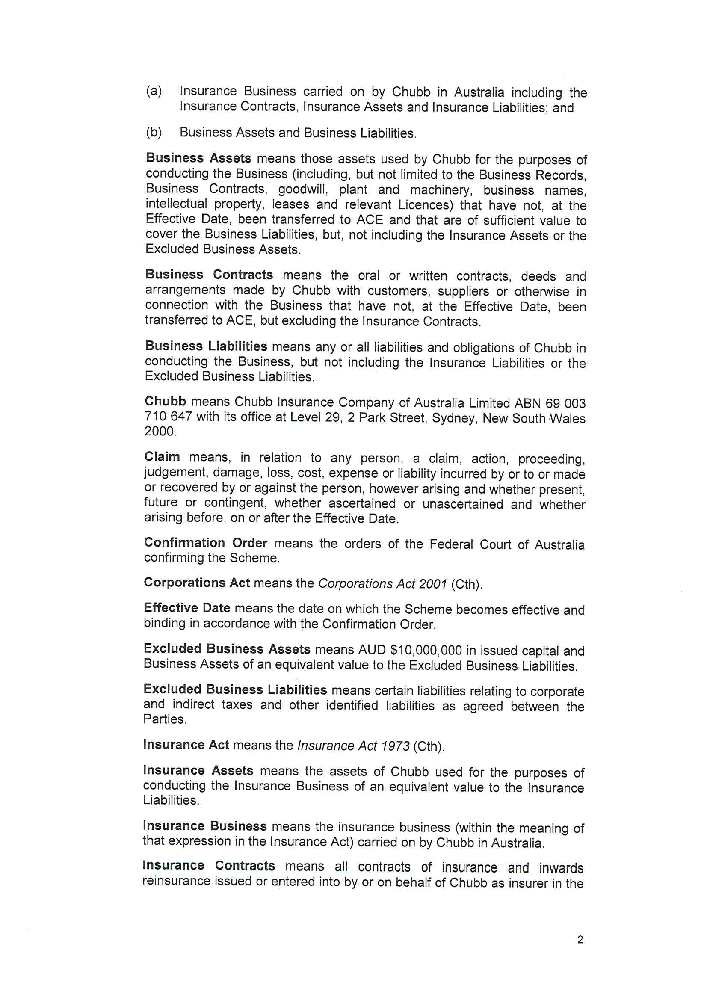 (a) Insurance Business carried on by Chubb in Australia including the
Insurance Contracts, Insurance Assets and Insurance Liabilities; and
(b) Business Assets and Business Liabilities.
Business Assets means those assets used by Chubb for the purposes of
conducting the Business (including, but not limited to the Business Records,
Business Contracts, goodwill, plant and machinery, business names,
intellectual property, leases and relevant Licences) that have not, at the
Effective Date, been transferred to ACE and that are of sufficient value to
cover the Business Liabilities, but, not including the Insurance Assets or the
Excluded Business Assets.
Business Contracts means the oral or written contracts, deeds and
arrangements made by Chubb with customers, suppliers or otherwise in
connection with the Business that have not, at the Effective Date, been
transferred to ACE, but excluding the Insurance Contracts.
Business Liabilities means any or all liabilities and obligations of Chubb in
conducting the Business, but not including the Insurance Liabilities or the
Excluded Business Liabilities.
Chubb means Chubb Insurance Company of Australia Limited ABN 69 003
710 647 with its office at Level 29, 2 Park Street, Sydney, New South Wales
2000.
Claim means, in relation to any person, a claim, action, proceeding,
judgement, damage, loss, cost, expense or liability incurred by or to or made
or recovered by or against the person, however arising and whether present,
future or contingent, whether ascertained or unascertained and whether
arising before, on or after the Effective Date.
Confirmation Order means the orders of the Federal Court of Australia
confirming the Scheme.
Corporations Act means the Corporations Act 2001 (Cth).
Effective Date means the date on which the Scheme becomes effective and
binding in accordance with the Confirmation Order.
Excluded Business Assets means AUD $10,000,000 in issued capital and
Business Assets of an equivalent value to the Excluded Business Liabilities.
Excluded Business Liabilities means certain liabilities relating to corporate
and indirect taxes and other identified liabilities as agreed between the
Parties.
Insurance Act means the Insurance Act 1973 (Cth).
Insurance Assets means the assets of Chubb used for the purposes of
conducting the Insurance Business of an equivalent value to the Insurance
Liabilities.
Insurance Business means the insurance business (within the meaning of
that expression in the Insurance Act) carried on by Chubb in Australia.
Insurance Contracts means all contracts of insurance and inwards
reinsurance issued or entered into by or on behalf of Chubb as insurer in the
2